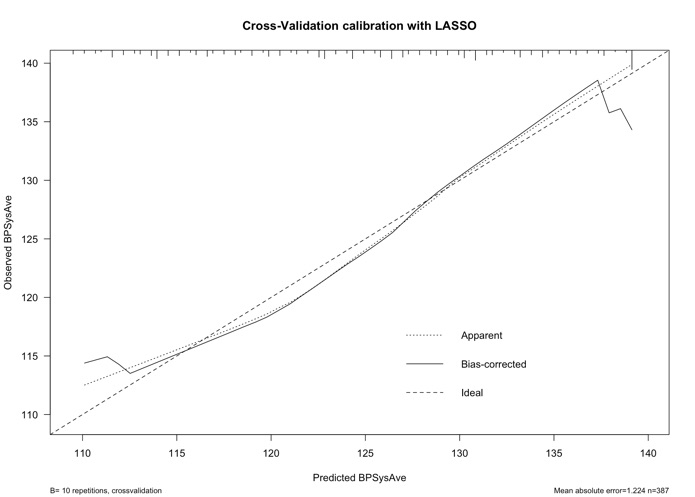 Cross-Validation calibration with LASSO
140
135
130
125
120
115
110
Observed BPSysAve
Apparent
Bias-corrected
Ideal
110 115 120 125 130 135 140
Predicted BPSysAve
B= 10 repetitions, crossvalidation Mean absolute error=1.224 n=387